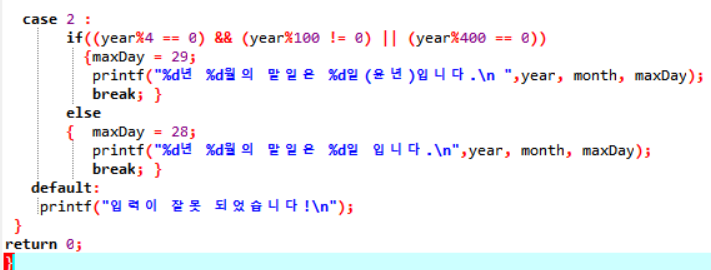 case 2 :
if((year%4 == 0) && (year%100 != 0) || (year%400 == 0))
{maxDay = 29;
printf("%d년 %d월의 말일은 %d일(윤년)입니다.\n ",year, month, maxDay);
break; }
else
{ maxDay = 28;
printf("%d년 %d월의 말일은 %d일 입니다.\n",year, month, maxDay);
break; }
default:
printf("입력이 잘못 되었습니다!\n");
}
return 0;
}